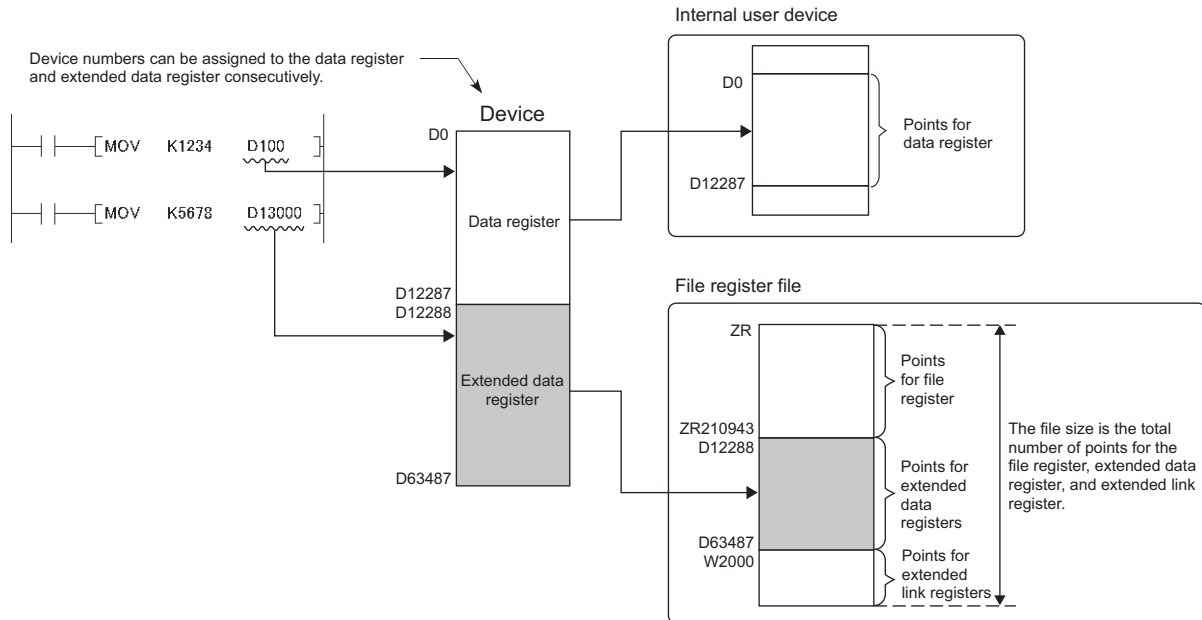 Internal user device
Device numbers can be assigned to the data register
and extended data register consecutively.
Device
D0
MOV K1234 D100
MOV K5678 D13000
Data register
D12287
D12288
Extended data
register
D63487
D0
D12287
Points for
data register
File register file
ZR
ZR210943
D12288
D63487
W2000
Points
for file
register
Points for
extended
data
registers
Points for
extended
link registers
The file size is the total
number of points for the
file register, extended data
register, and extended link
register.